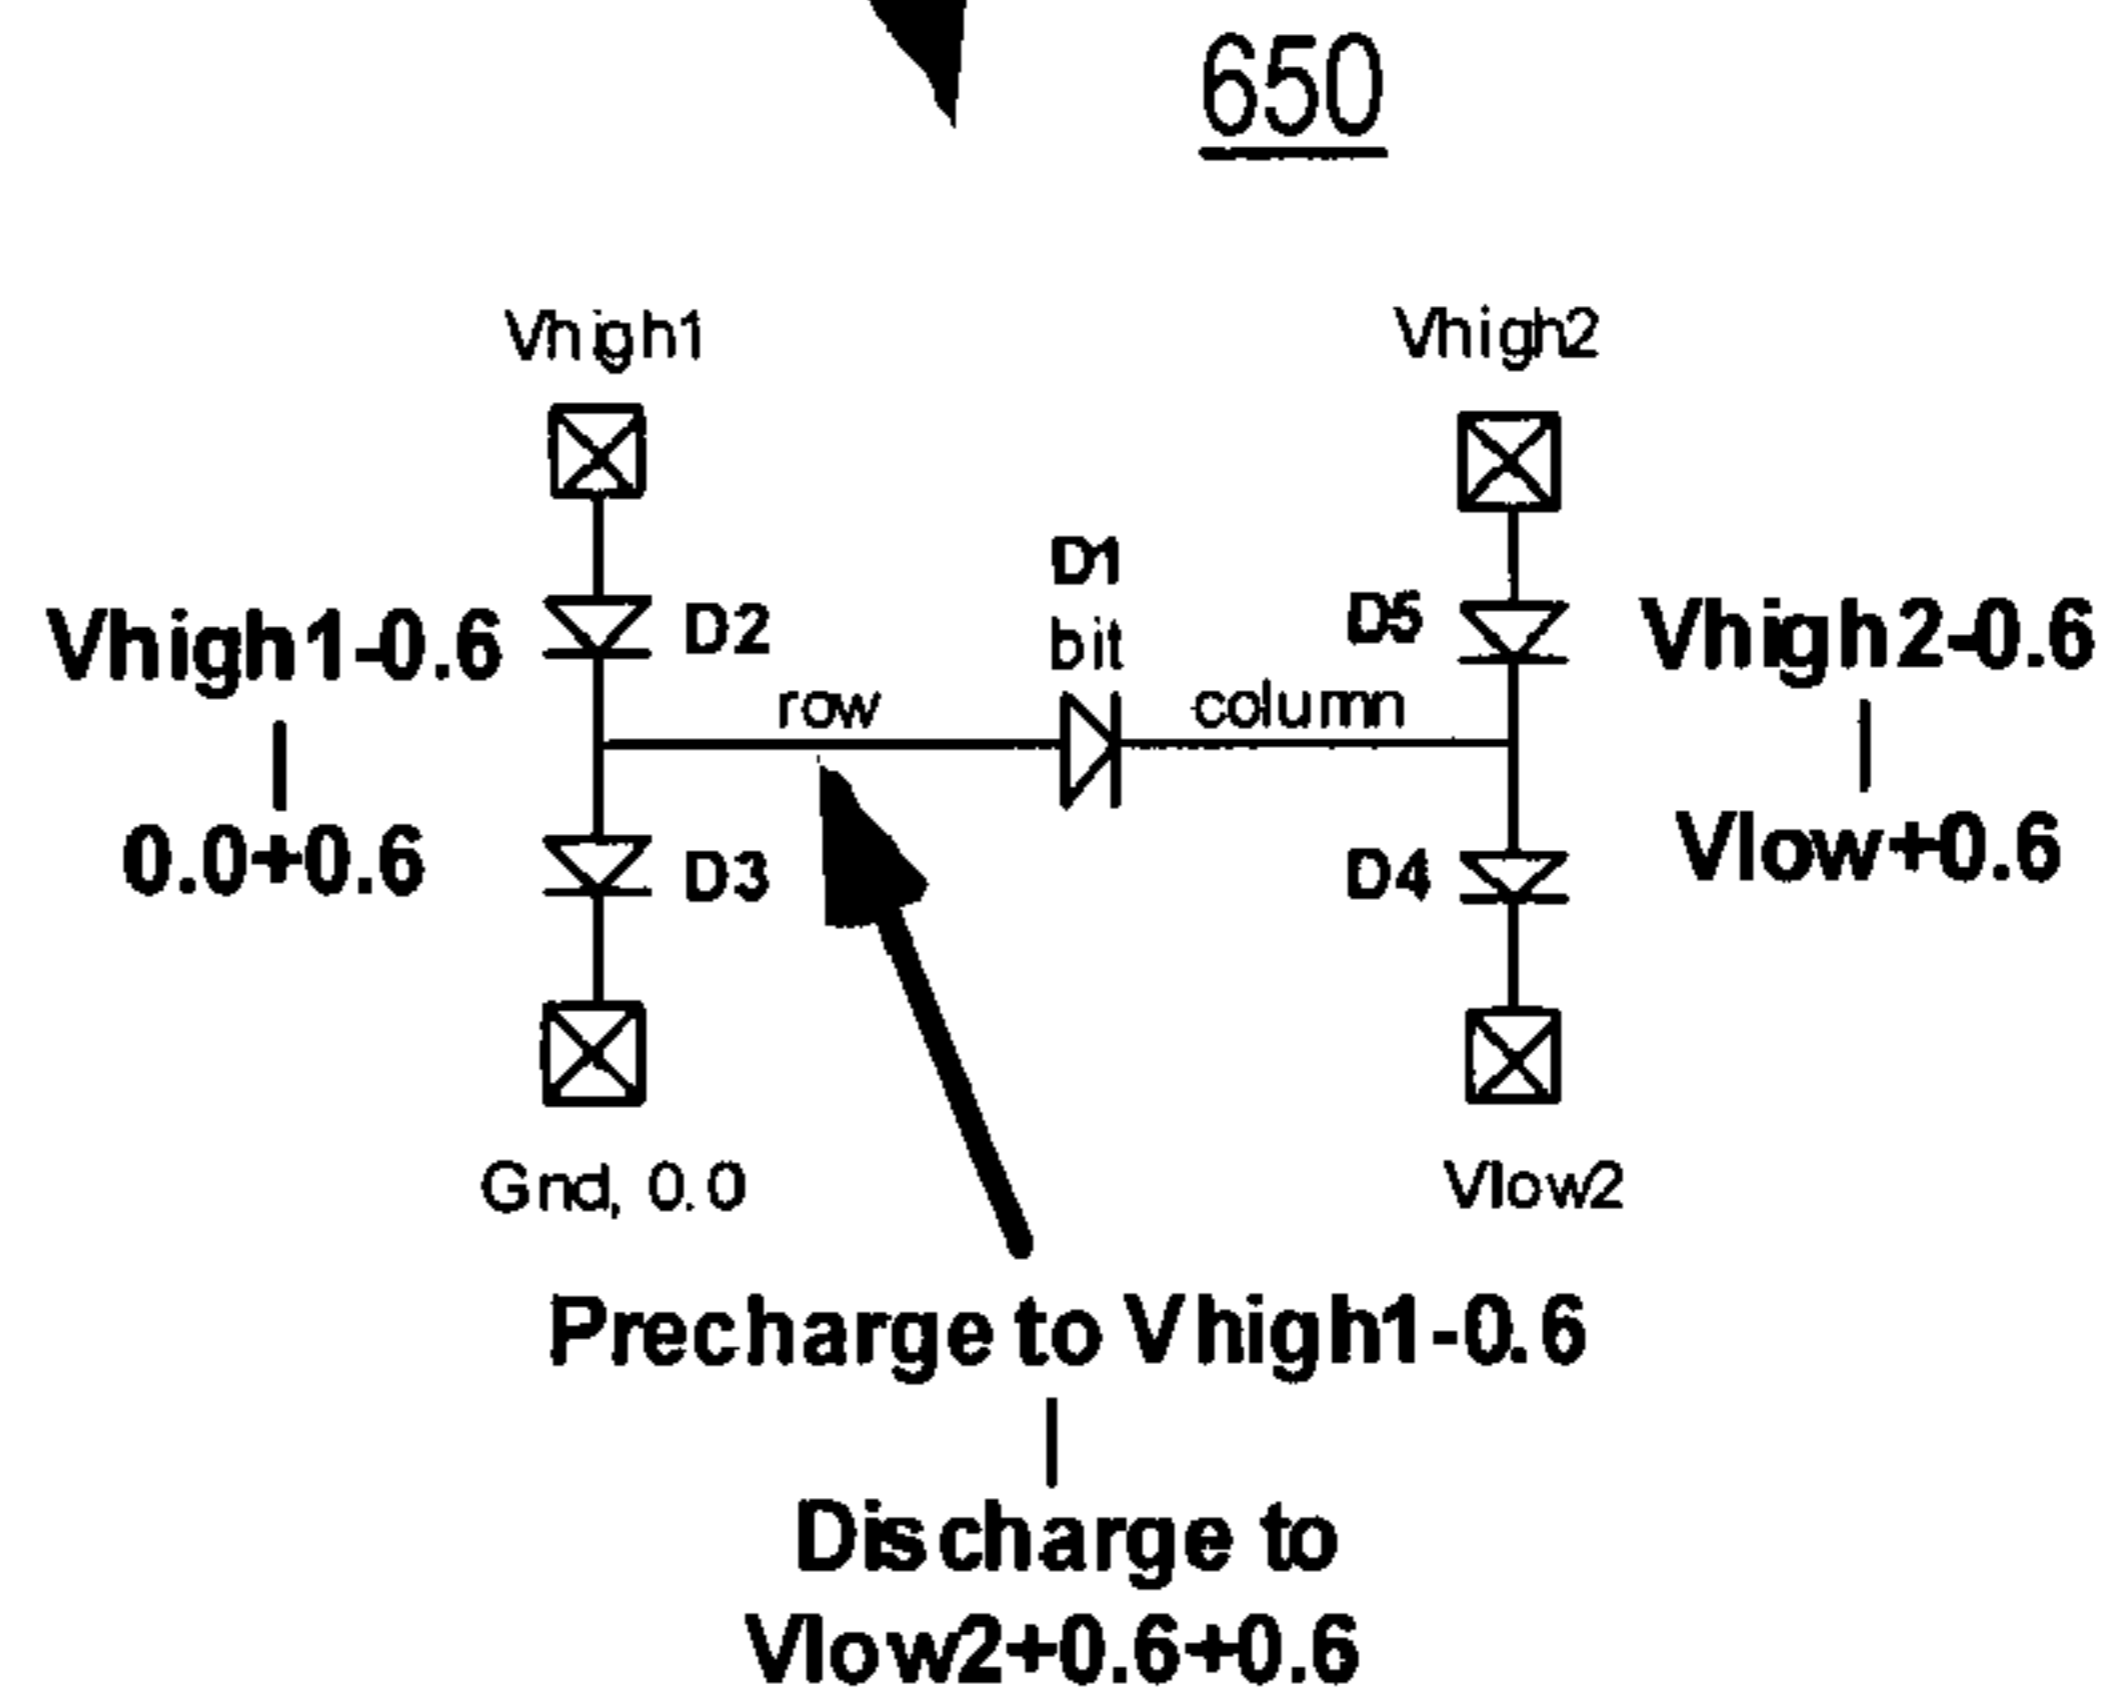 650
Vhigh1
Vhigh2
D1
bit
D2
D5
Vhigh1-0.6
Vhigh2-0.6
row
column
0.0+0.6
Vlow+0.6
D3
D4
Gnd, 0.0
Vlow2
Precharge to Vhigh1-0.6
Discharge to
Vlow2+0.6+0.6